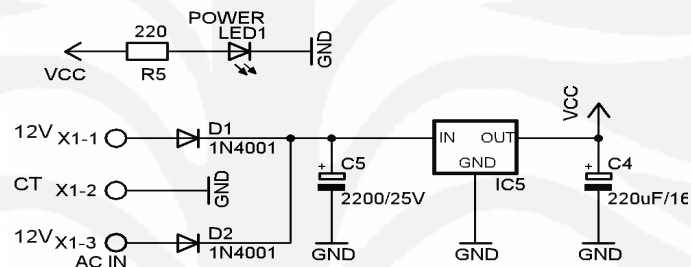 POWER
220 LED1
VCC R5 GND
12V X1-1 D1
1N4001
CT X1-2 GND
12V X1-3 D2
1N4001
AC IN
C5
2200/25V
GND
IN OUT
GND
IC5
GND
VCC
C4
220uF/16
GND